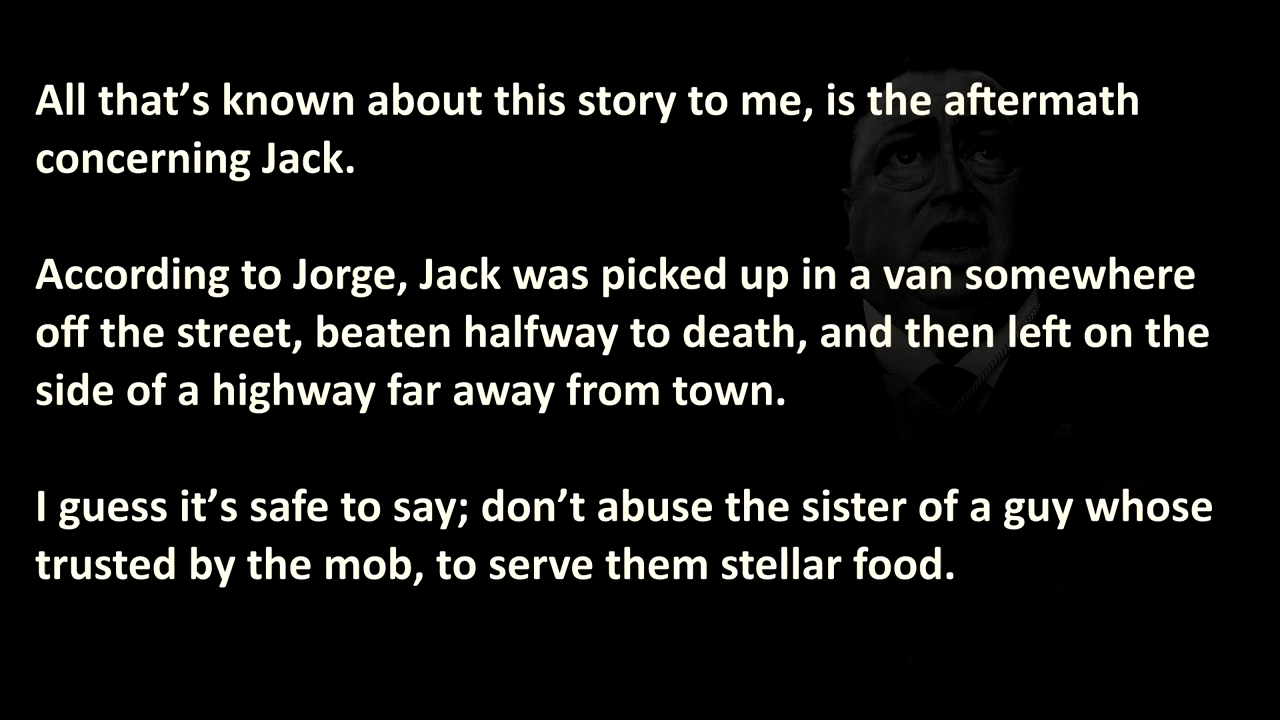 All that’s known about this story to me, is the aftermath
concerning Jack.
According to Jorge, Jack was picked up in a van somewhere
off the street, beaten halfway to death, and then left on the
side of a highway far away from town.
I guess it’s safe to say; don’t abuse the sister of a guy whose
trusted by the mob, to serve them stellar food.